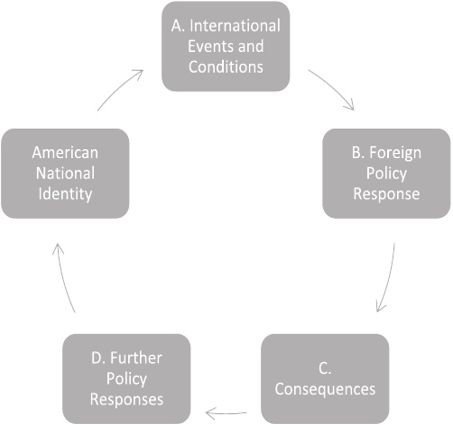 A. International
Events and
Conditions
B. Foreign
Policy
Response
C.
Consequences
D. Further
Policy
Responses
American
National
Identity